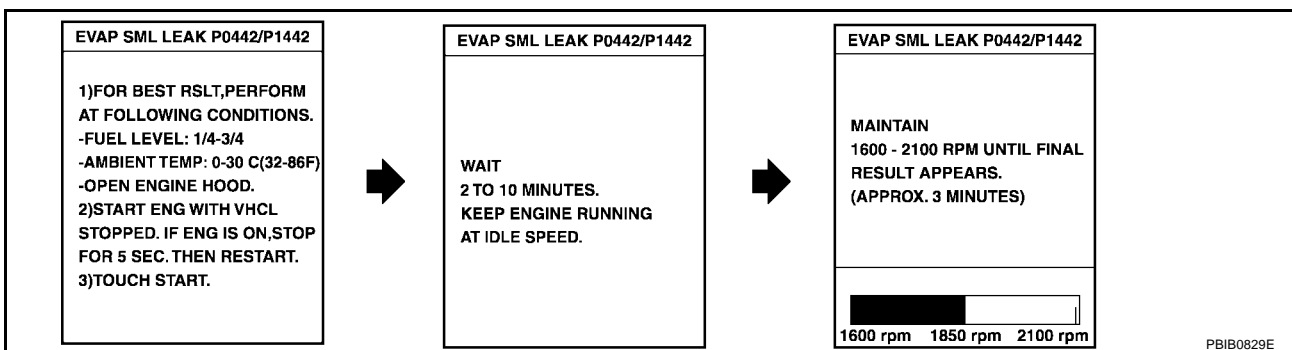 EVAP SML LEAK P0442/P1442
1)FOR BEST RSLT,PERFORM
AT FOLLOWING CONDITIONS.
-FUEL LEVEL: 1/4-3/4
-AMBIENT TEMP: 0-30 C(32-86F)
-OPEN ENGINE HOOD.
2)START ENG WITH VHCL
STOPPED. IF ENG IS ON,STOP
FOR 5 SEC. THEN RESTART.
3)TOUCH START.
EVAP SML LEAK P0442/P1442
WAIT
2 TO 10 MINUTES.
KEEP ENGINE RUNNING
AT IDLE SPEED.
EVAP SML LEAK P0442/P1442
MAINTAIN
1600 - 2100 RPM UNTIL FINAL
RESULT APPEARS.
(APPROX. 3 MINUTES)
1600 rpm 1850 rpm 2100 rpm
PBIB0829E